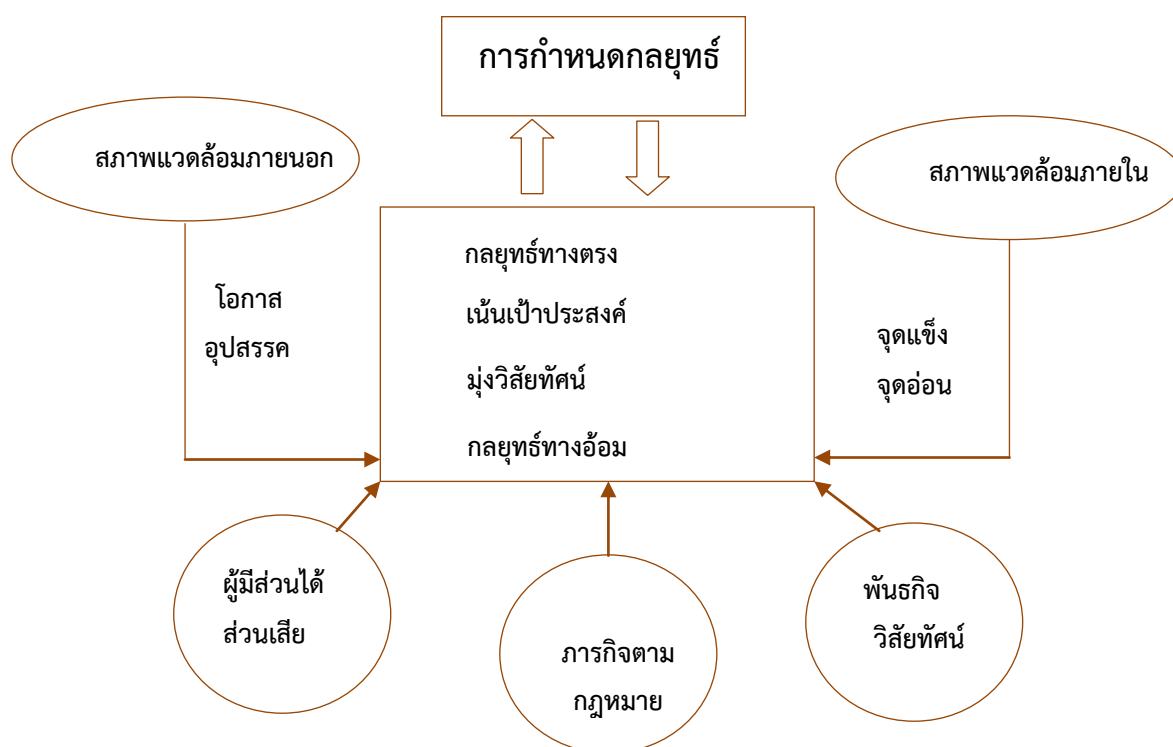 การกำหนดกลยุทธ์
สภาพแวดล้อมภายนอก
สภาพแวดล้อมภายใน
โอกาส
อุปสรรค
กลยุทธ์ทางตรง
เน้นเป้าประสงค์
มุ่งวิสัยทัศน์
กลยุทธ์ทางอ้อม
จุดแข็ง
จุดอ่อน
ผู้มีส่วนได้
ส่วนเสีย
ภารกิจตาม
กฎหมาย
พันธกิจ
วิสัยทัศน์